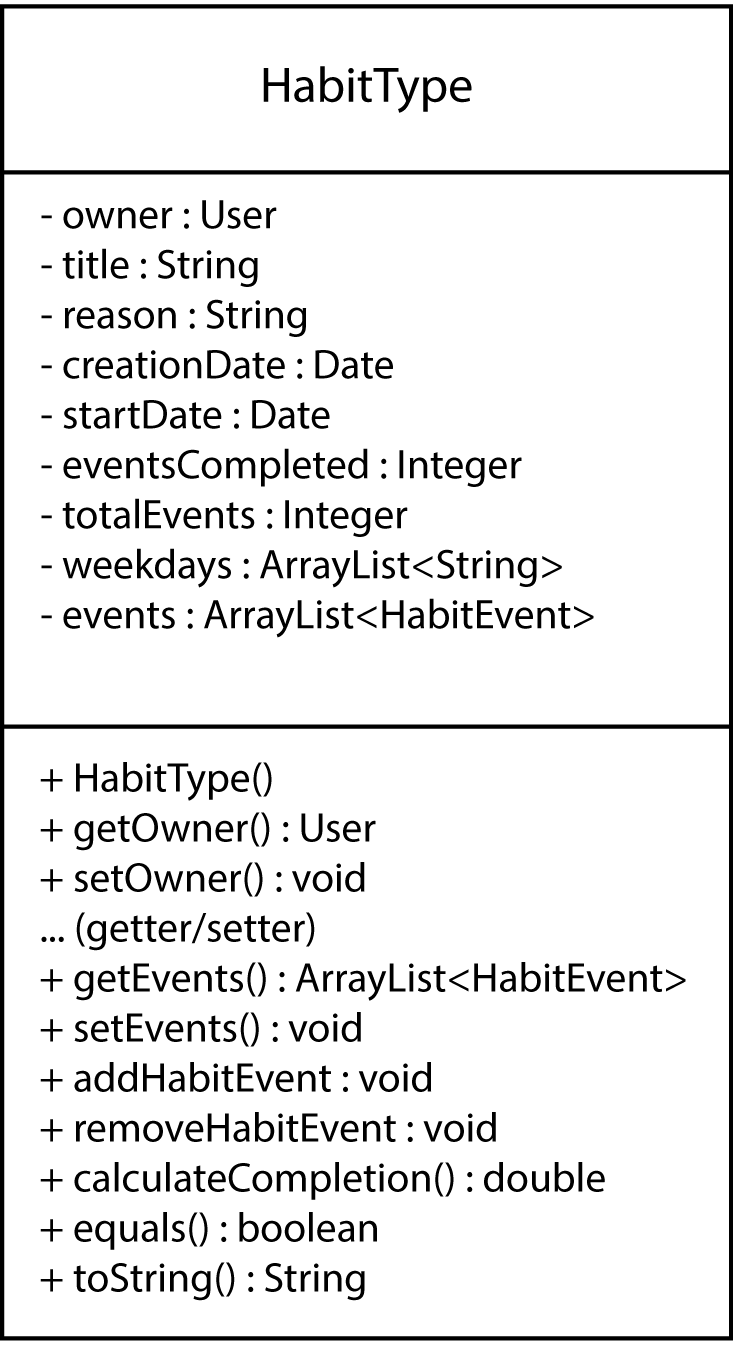 HabitType
- owner : User
- title : String
- reason : String
- creationDate : Date
- startDate : Date
- eventsCompleted : Integer
- totalEvents : Integer
- weekdays : ArrayList<String>
- events : ArrayList<HabitEvent>
+ HabitType()
+ getOwner() : User
+ setOwner() : void
... (getter/setter)
+ getEvents() : ArrayList<HabitEvent>
+ setEvents() : void
+ addHabitEvent : void
+ removeHabitEvent : void
+ calculateCompletion() : double
+ equals() : boolean
+ toString() : String